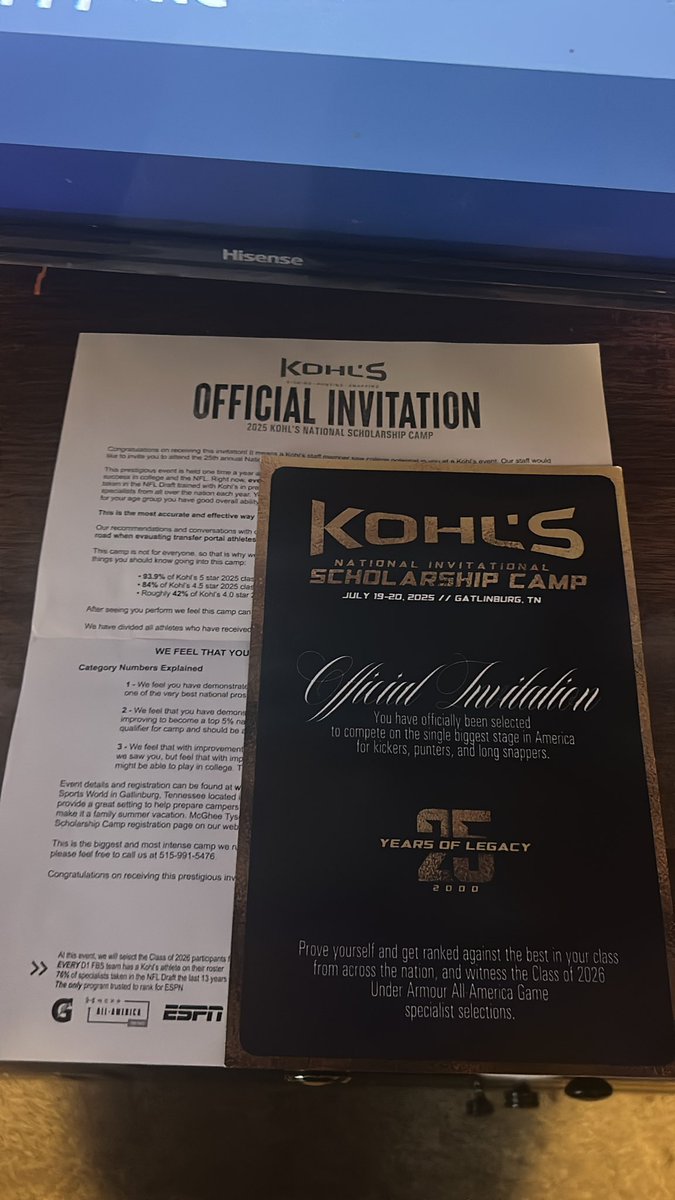 Hisense
KOHL'S
KICKING • PUNTING • SNAPPING
OFFICIAL INVITATION
2025 KOHL'S NATIONAL SCHOLARSHIP CAMP
Congratulations on receiving this invitation! It means a Kohl's staff member saw college potential in you at a Kohl's event. Our staff would
like to invite you to attend the 25th annual
This prestigious event is held one time a year
success in college and the NFL. Right now,
taken in the NFL Draft trained with Kohl's in
specialists from all over the nation each year.
for your age group you have good overall
This is the most accurate and effective way
Our recommendations and conversations with
road when evauating transfer portal athletes
This camp is not for everyone, so that is why
things you should know going into this camp:
• 93.9% of Kohl's 5 star 2025
• 84% of Kohl's 4.5 star 2025
• Roughly 42% of Kohl's 4.0 star
After seeing you perform we feel this camp can
We have divided all athletes who have received
WE FEEL THAT YOU
Category Numbers Explained
1 - We feel you have
one of the very best national
2 - We feel that you have
improving to become a top 5%
qualifier for camp and should be
3 - We feel that with improvement
we saw you, but feel that with
might be able to play in college.
Event details and registration can be found at
Sports World in Gatlinburg, Tennessee located
provide a great setting to help prepare campers
make it a family summer vacation. McGhee
Scholarship Camp registration page on our
This is the biggest and most intense camp we
please feel free to call us at 515-991-5476.
Congratulations on receiving this prestigious
At this event, we will select the Class of 2026 participants
EVERY D1 FBS team has a Kohl's athlete on their roster
76% of specialists taken in the NFL Draft the last 13 years
The only program trusted to rank for ESPN
G
ALL-AMERICA
ESPN
KOHL'S
NATIONAL INVITATIONAL
SCHOLARSHIP CAMP
JULY 19-20, 2025 // GATLINBURG, TN
Official Invitation
You have officially been selected
to compete on the single biggest stage in America
for kickers, punters, and long snappers.
25
YEARS OF LEGACY
2000
Prove yourself and get ranked against the best in your class
from across the nation, and witness the Class of 2026
Under Armour All-America Game
specialist selections.